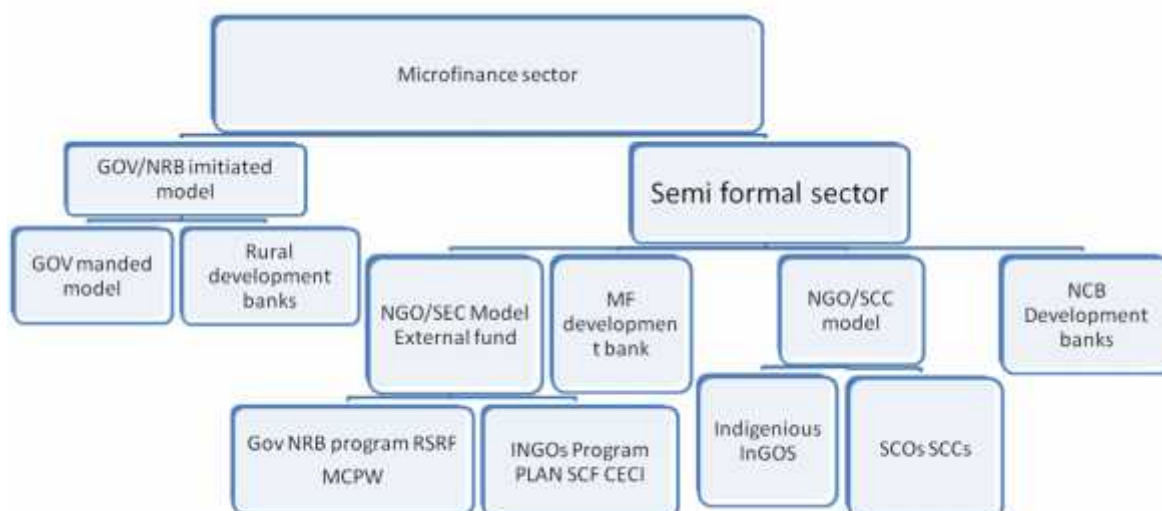 Microfinance sector
GOV/NRB imitiated
model
Semi formal sector
GOV manded
model
Rural
development
banks
NGO/SEC Model
External fund
MF
developmen
t bank
NGO/SCC
model
NCB
Development
banks
Gov NRB program RSRF
MCPW
INGOs Program
PLAN SCF CECI
Indigenious
InGOS
SCOs SCCs